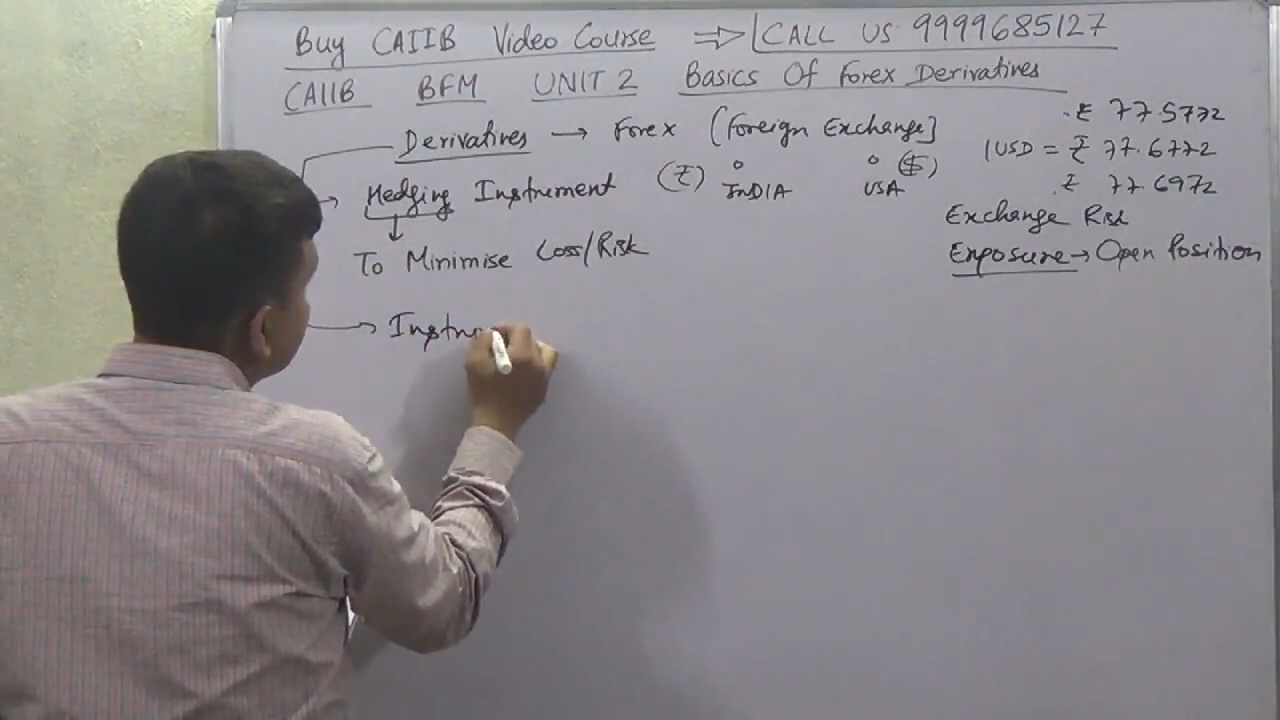 Buy CAIIB Video Course ⇒ CALL US 9999685127
CAIIB BFM UNIT 2 Basics Of Forex Derivatives
Derivatives → Forex (Foreign Exchange]
→ Hedging Instrument
(₹) INDIA USA ($)
To Minimise Loss/Risk
→ Instru
₹ 77.5772
1 USD = ₹ 77.6772
₹ 77.6972
Exchange Risk
Exposure → Open Position